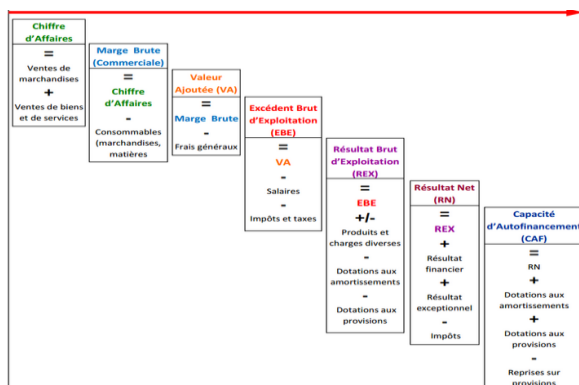 Chiffre
d'Affaires
=
Ventes de
marchandises
+
Ventes de biens
et de services
Marge Brute
(Commerciale)
=
Chiffre
d'Affaires
-
Consommables
(marchandises,
matières
Valeur
Ajoutée (VA)
=
Marge Brute
-
Frais généraux
Excédent Brut
d'Exploitation
(EBE)
=
VA
-
Salaires
-
Impôts et taxes
Résultat Brut
d'Exploitation
(REX)
=
EBE
+/-
Produits et
charges diverses
-
Dotations aux
amortissements
-
Dotations aux
provisions
Résultat Net
(RN)
=
REX
+
Résultat
financier
+
Résultat
exceptionnel
-
Impôts
Capacité
d'Autofinancement
(CAF)
=
RN
+
Dotations aux
amortissements
+
Dotations aux
provisions
-
Reprises sur
provisions